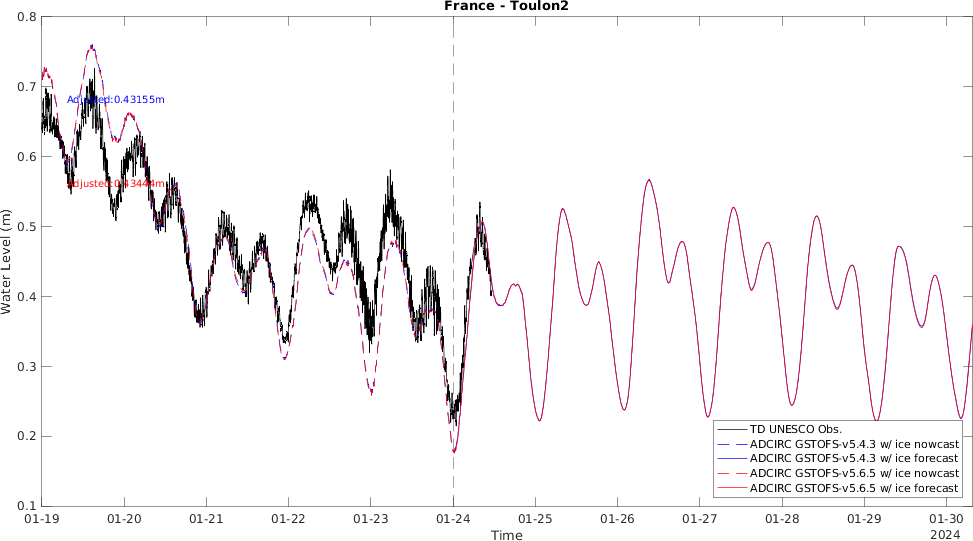 France - Toulon2
Water Level (m)
0.8
0.7
0.6
0.5
0.4
0.3
0.2
0.1
Adjusted:0.43155m
Adjusted:0.43444m
TD UNESCO Obs.
ADCIRC GSTOFS-v5.4.3 w/ ice nowcast
ADCIRC GSTOFS-v5.4.3 w/ ice forecast
ADCIRC GSTOFS-v5.6.5 w/ ice nowcast
ADCIRC GSTOFS-v5.6.5 w/ ice forecast
01-19 01-20 01-21 01-22 01-23 01-24 01-25 01-26 01-27 01-28 01-29 01-30
2024
Time